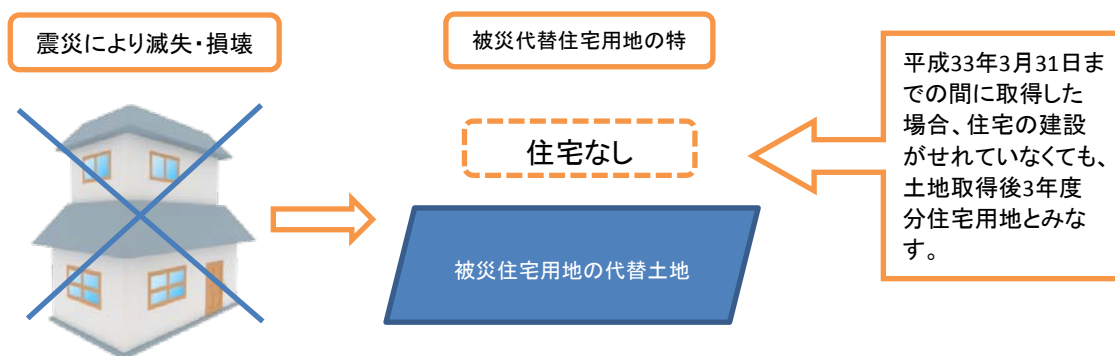 震災により滅失・損壊
被災代替住宅用地の特
住宅なし
被災住宅用地の代替土地
平成33年3月31日ま
での間に取得した
場合、住宅の建設
がせれていなくても、
土地取得後3年度
分住宅用地とみな
す。